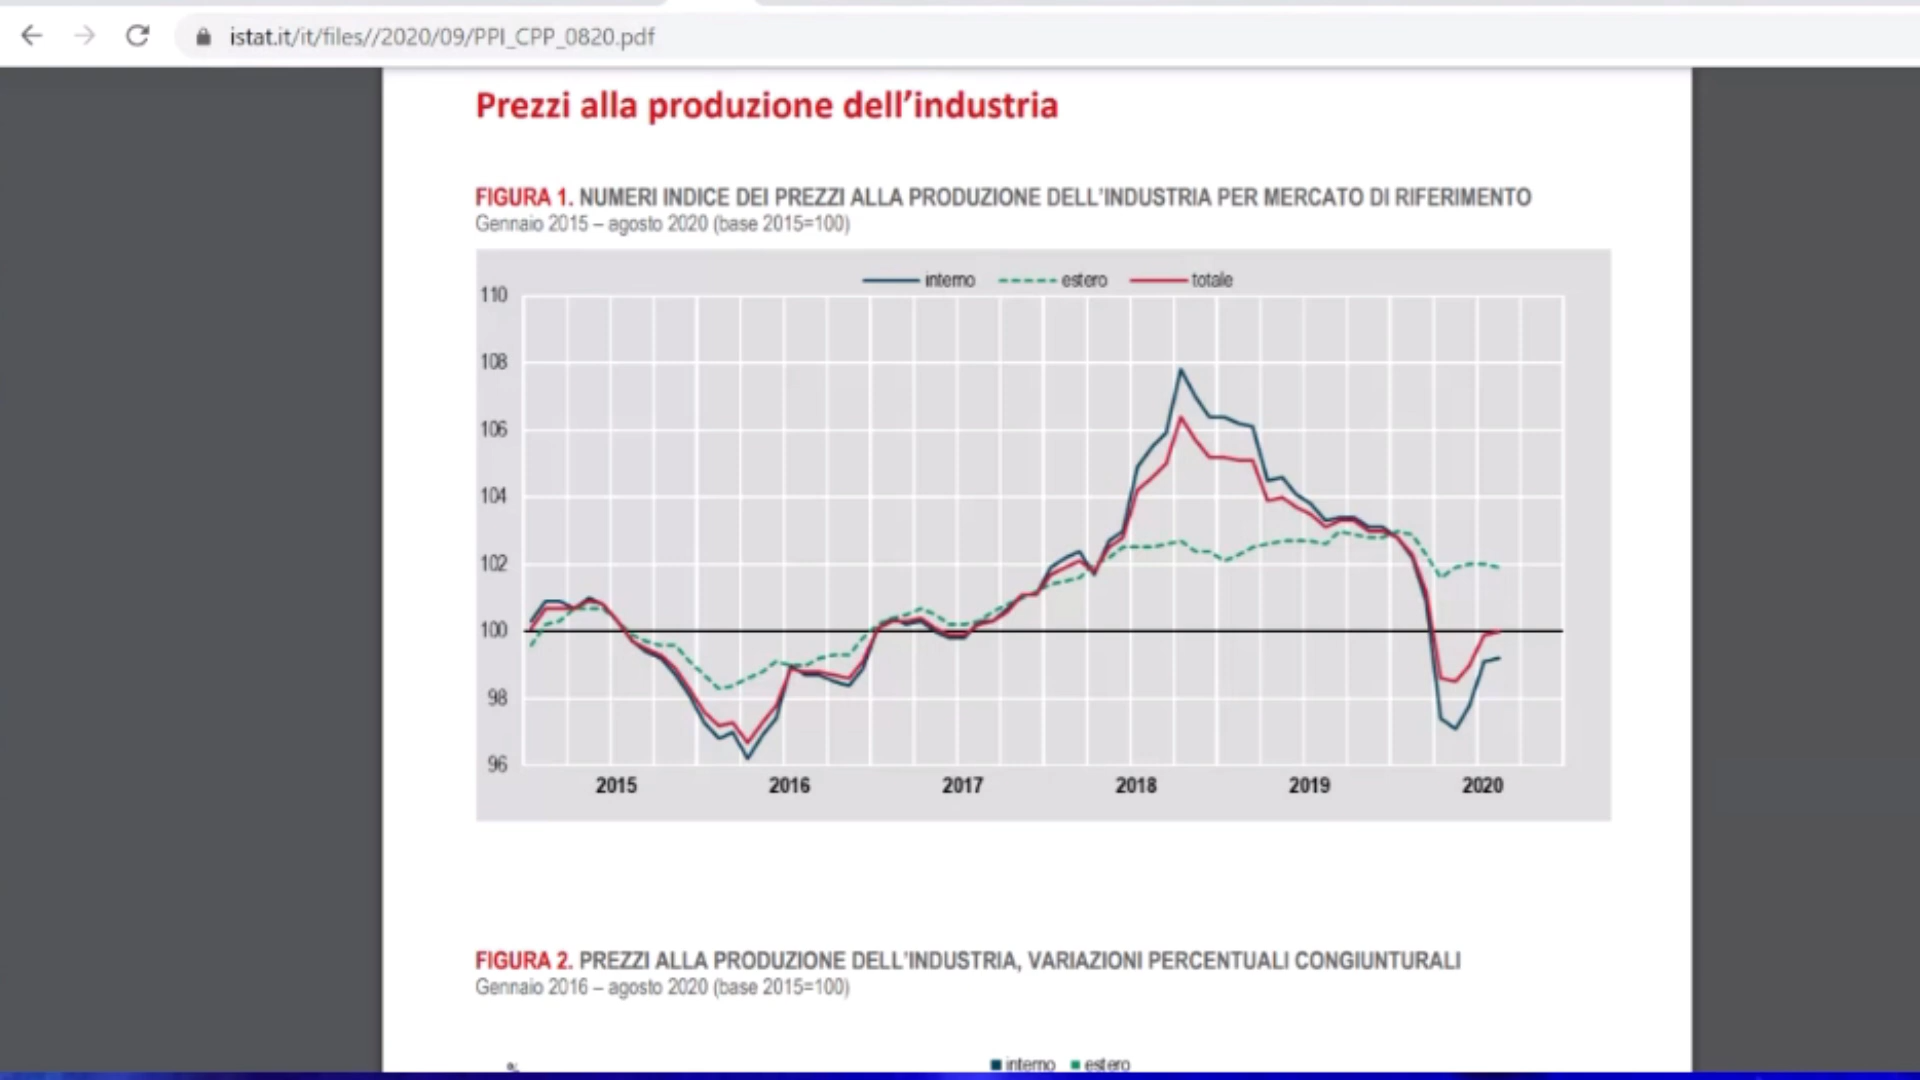 istat.it/it/files//2020/09/PPI_CPP_0820.pdf
Prezzi alla produzione dell'industria
FIGURA 1. NUMERI INDICE DEI PREZZI ALLA PRODUZIONE DELL'INDUSTRIA PER MERCATO DI RIFERIMENTO
Gennaio 2015 – agosto 2020 (base 2015=100)
interno estero totale
110
108
106
104
102
100
98
96
2015 2016 2017 2018 2019 2020
FIGURA 2. PREZZI ALLA PRODUZIONE DELL'INDUSTRIA, VARIAZIONI PERCENTUALI CONGIUNTURALI
Gennaio 2016 – agosto 2020 (base 2015=100)
% interno estero